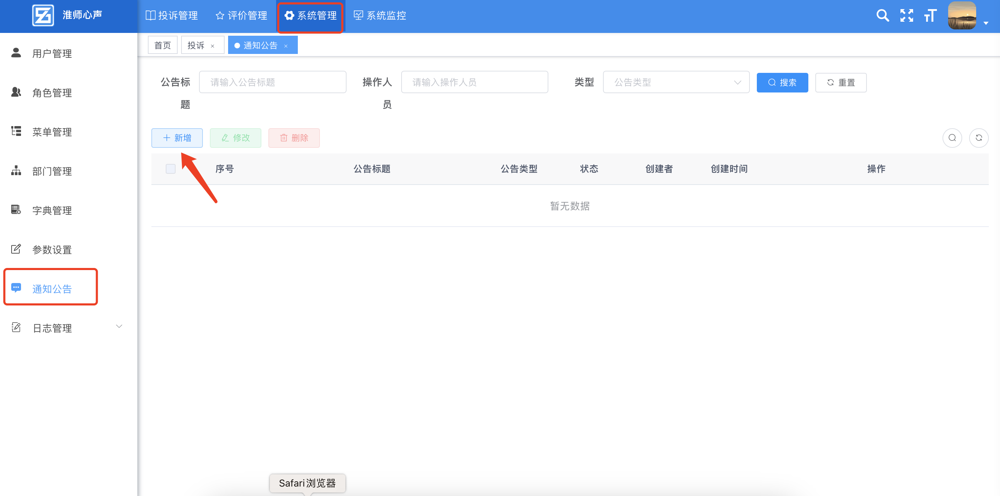 淮师心声
投诉管理 评价管理 系统管理 系统监控
首页 投诉 × 通知公告 ×
用户管理
角色管理
菜单管理
部门管理
字典管理
参数设置
通知公告
日志管理
公告标题 请输入公告标题 操作人员 请输入操作人员 类型 公告类型 搜索 重置
新增 修改 删除
序号 公告标题 公告类型 状态 创建者 创建时间 操作
暂无数据
Safari浏览器